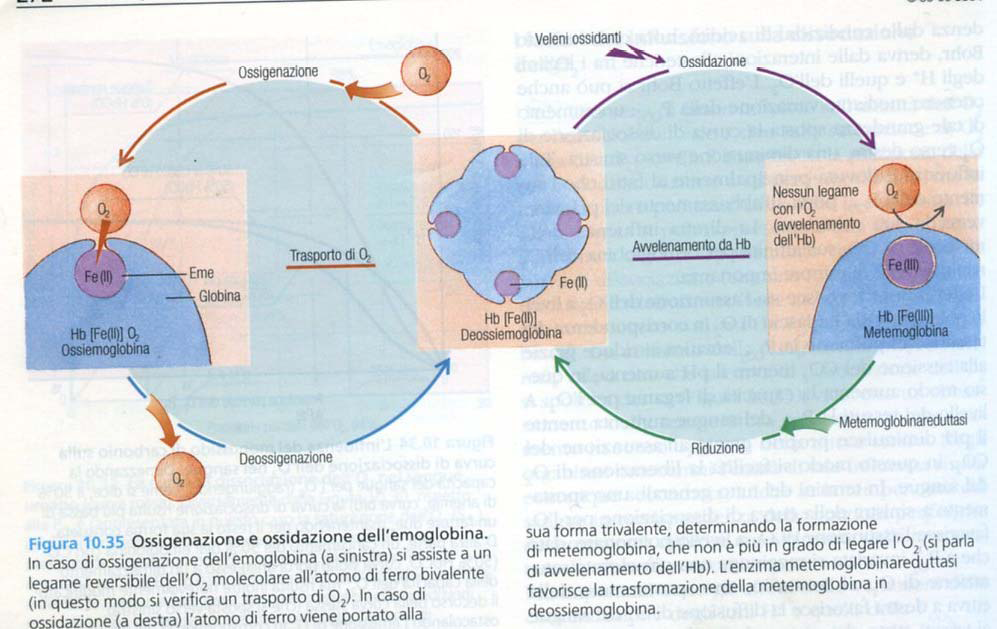 Veleni ossidanti
Ossigenazione
O₂
Ossidazione
O₂
Fe(II)
Eme
Globina
Hb [Fe(II)] O₂
Ossiemoglobina
Trasporto di O₂
Fe(II)
Hb [Fe(II)]
Deossiemoglobina
Avvelenamento da Hb
Nessun legame
con l'O₂
(avvelenamento
dell'Hb)
O₂
Fe(III)
Hb [Fe(III)]
Metemoglobina
O₂
Deossigenazione
Metemoglobinareduttasi
Riduzione
Figura 10.35 Ossigenazione e ossidazione dell'emoglobina.
In caso di ossigenazione dell'emoglobina (a sinistra) si assiste a un
legame reversibile dell'O₂ molecolare all'atomo di ferro bivalente
(in questo modo si verifica un trasporto di O₂). In caso di
ossidazione (a destra) l'atomo di ferro viene portato alla
sua forma trivalente, determinando la formazione
di metemoglobina, che non è più in grado di legare l'O₂ (si parla
di avvelenamento dell'Hb). L'enzima metemoglobinareduttasi
favorisce la trasformazione della metemoglobina in
deossiemoglobina.